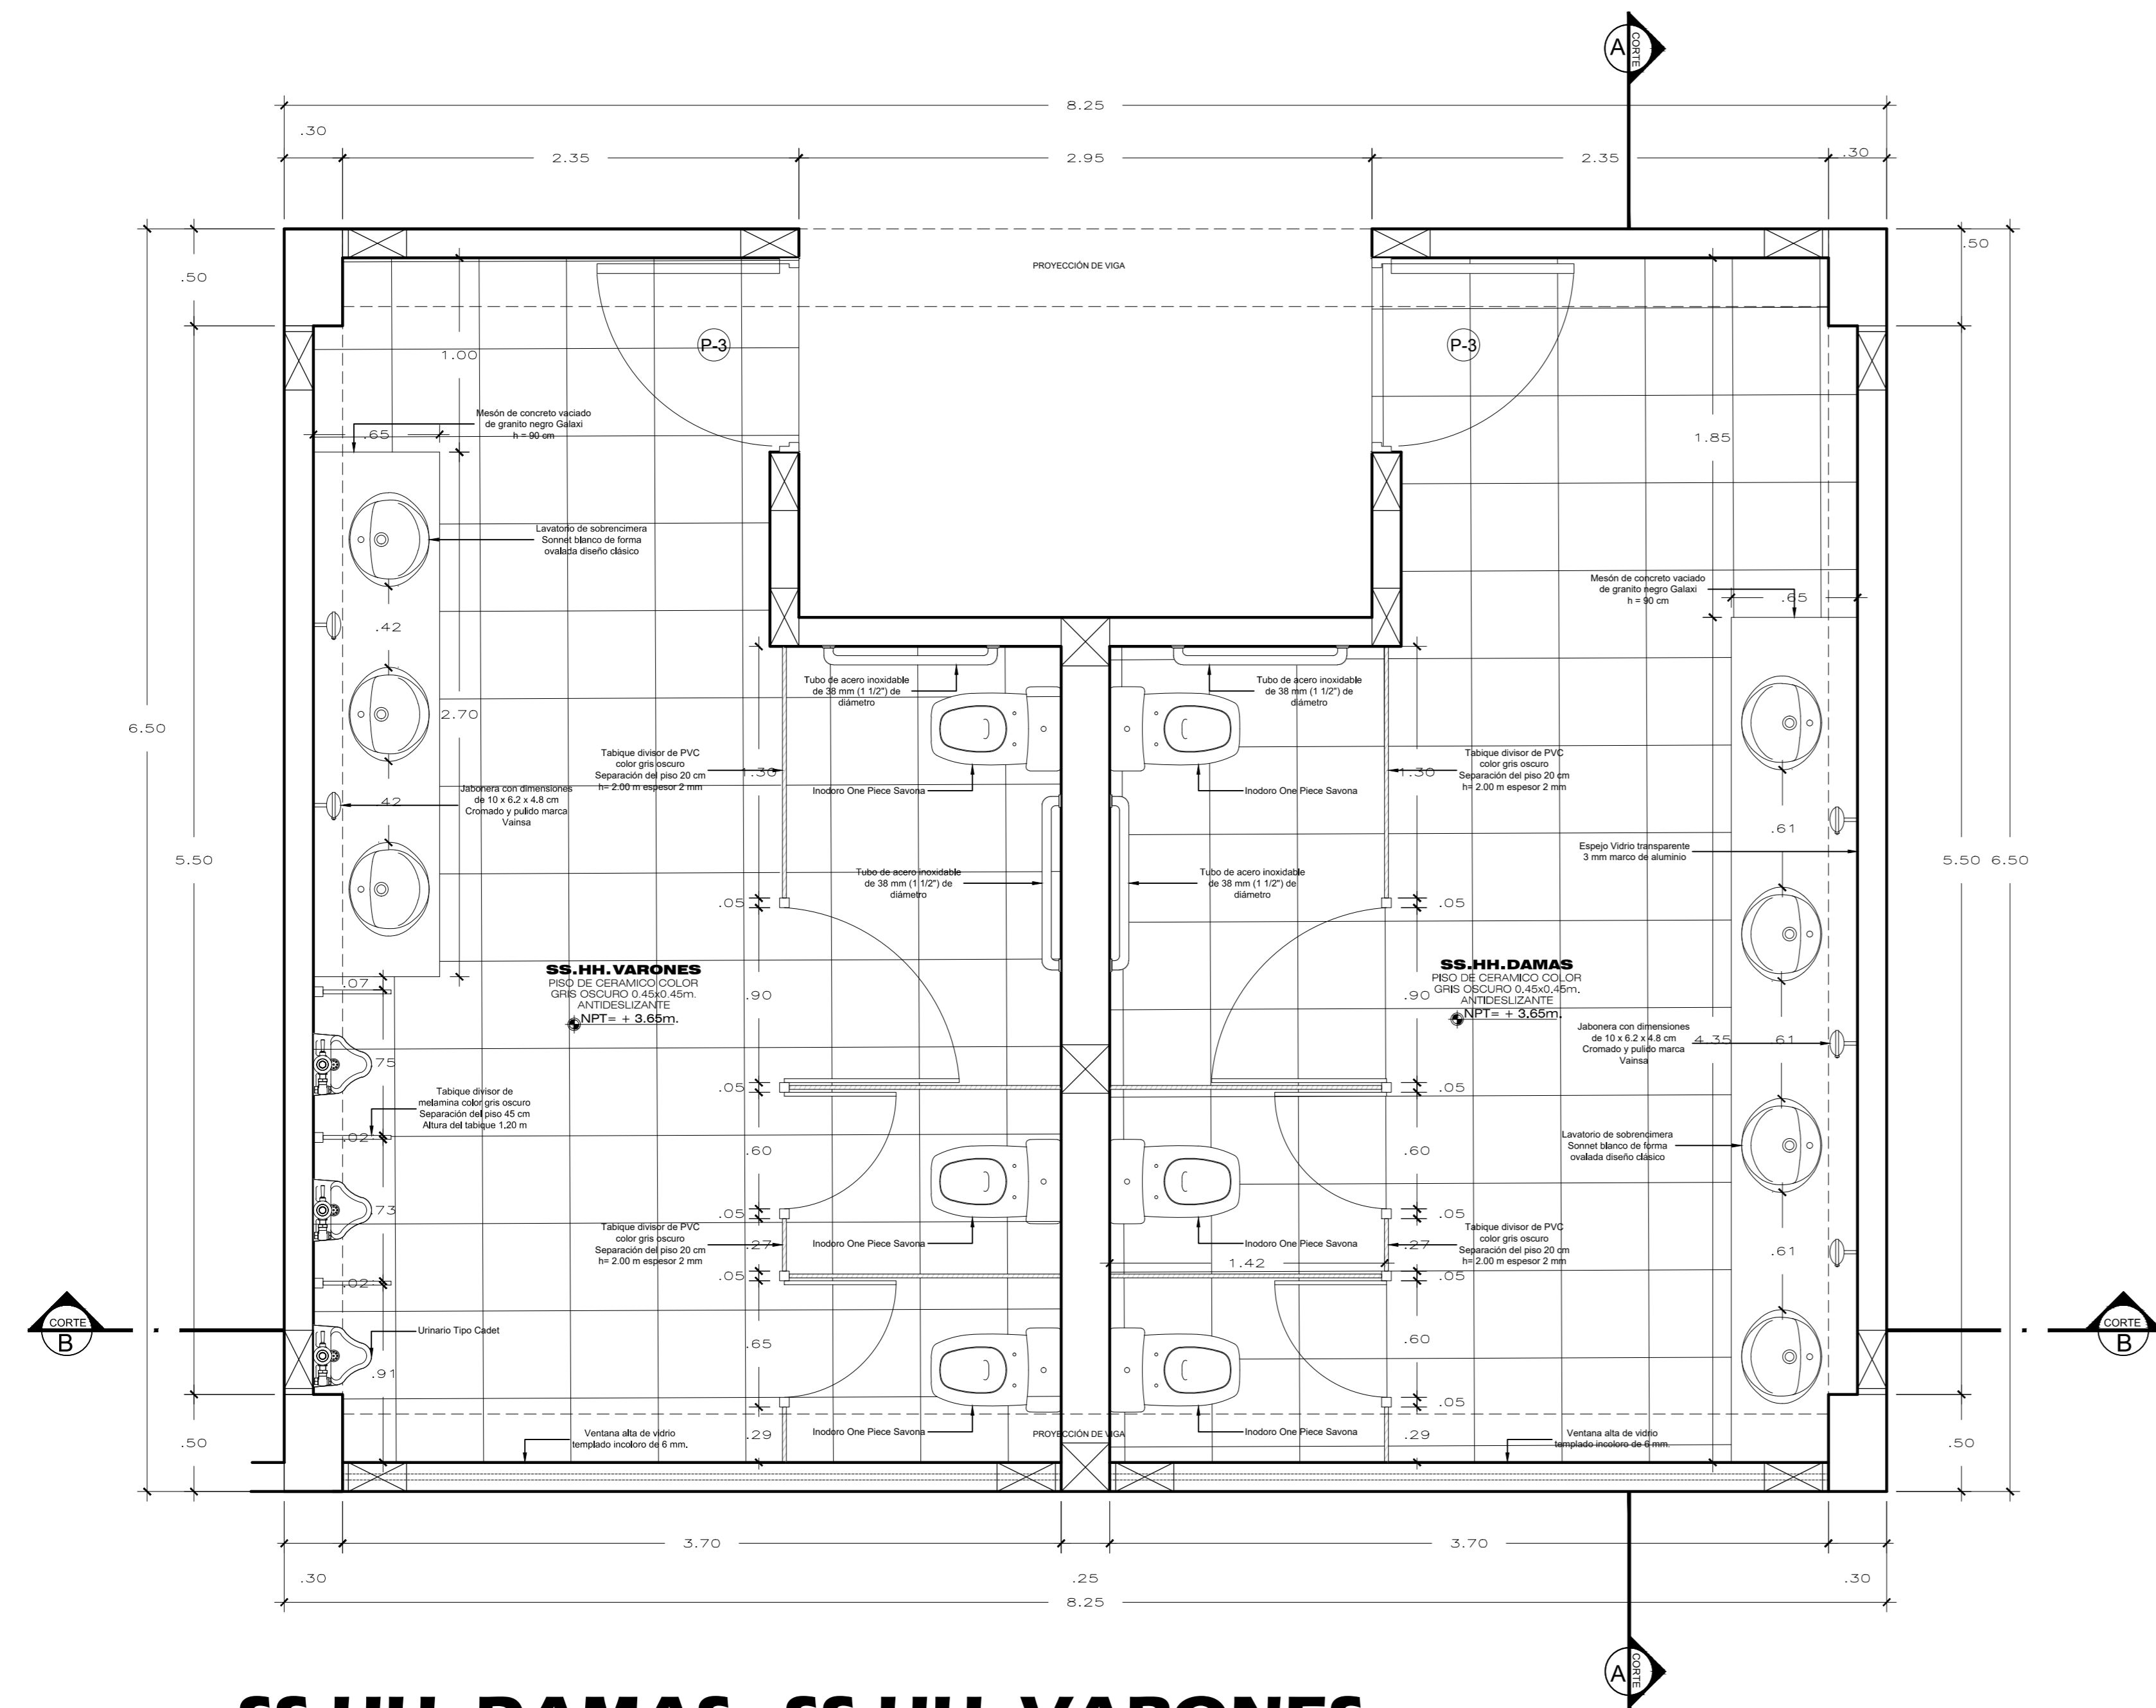 A
CORTE
8.25
.30
2.35
2.95
2.35
.30
.50
.50
PROYECCIÓN DE VIGA
P-3
P-3
1.00
Mesón de concreto vaciado
de granito negro Galaxi
h = 90 cm
.65
1.85
Lavatorio de sobrencimera
Sonnet blanco de forma
ovalada diseño clásico
Mesón de concreto vaciado
de granito negro Galaxi
h = 90 cm
.65
.42
6.50
2.70
Tubo de acero inoxidable
de 38 mm (1 1/2") de
diámetro
Tubo de acero inoxidable
de 38 mm (1 1/2") de
diámetro
Tabique divisor de PVC
color gris oscuro
Separación del piso 20 cm
h= 2.00 m espesor 2 mm
1.30
Inodoro One Piece Savona
Inodoro One Piece Savona
1.30
Tabique divisor de PVC
color gris oscuro
Separación del piso 20 cm
h= 2.00 m espesor 2 mm
.42
Jabonera con dimensiones
de 10 x 6.2 x 4.8 cm
Cromado y pulido marca
Vainsa
.61
5.50
Espejo Vidrio transparente
3 mm marco de aluminio
5.50
6.50
Tubo de acero inoxidable
de 38 mm (1 1/2") de
diámetro
Tubo de acero inoxidable
de 38 mm (1 1/2") de
diámetro
.05
.05
SS.HH.VARONES
PISO DE CERAMICO COLOR
GRIS OSCURO 0.45x0.45m.
ANTIDESLIZANTE
NPT= + 3.65m.
.90
.90
SS.HH.DAMAS
PISO DE CERAMICO COLOR
GRIS OSCURO 0.45x0.45m.
ANTIDESLIZANTE
NPT= + 3.65m.
.07
.75
Jabonera con dimensiones
de 10 x 6.2 x 4.8 cm
Cromado y pulido marca
Vainsa
4.35
.61
Tabique divisor de
melamina color gris oscuro
Separación del piso 45 cm
Altura del tabique 1.20 m
.05
.05
.02
.60
.60
Lavatorio de sobrencimera
Sonnet blanco de forma
ovalada diseño clásico
.73
.05
.05
Tabique divisor de PVC
color gris oscuro
Separación del piso 20 cm
h= 2.00 m espesor 2 mm
.27
Inodoro One Piece Savona
Inodoro One Piece Savona
.27
Tabique divisor de PVC
color gris oscuro
Separación del piso 20 cm
h= 2.00 m espesor 2 mm
.61
1.42
.02
.05
.05
CORTE
B
Urinario Tipo Cadet
.65
.60
CORTE
B
.91
.05
.50
Ventana alta de vidrio
templado incoloro de 6 mm.
.29
Inodoro One Piece Savona
PROYECCIÓN DE VIGA
Inodoro One Piece Savona
.29
Ventana alta de vidrio
templado incoloro de 6 mm.
.50
3.70
3.70
.30
.25
.30
8.25
A
CORTE
SS.HH. DAMAS - SS.HH. VARONES